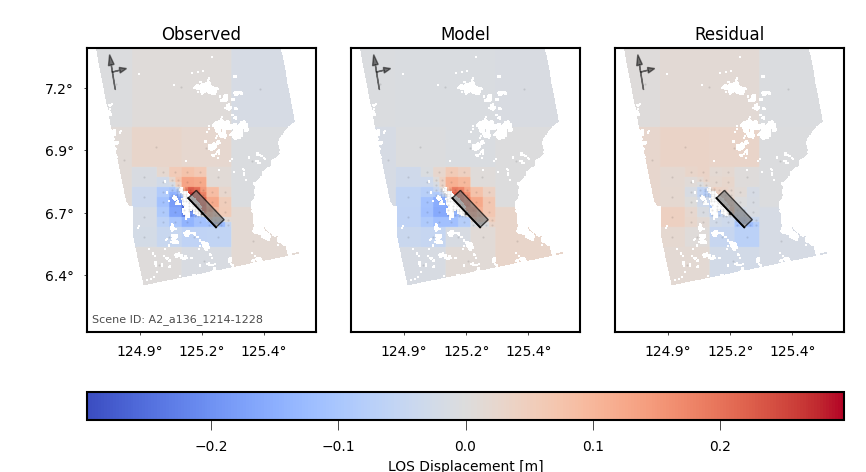 Observed Model Residual
7.2°
6.9°
6.7°
6.4°
Scene ID: A2_a136_1214-1228
124.9° 125.2° 125.4° 124.9° 125.2° 125.4° 124.9° 125.2° 125.4°
−0.2 −0.1 0.0 0.1 0.2
LOS Displacement [m]